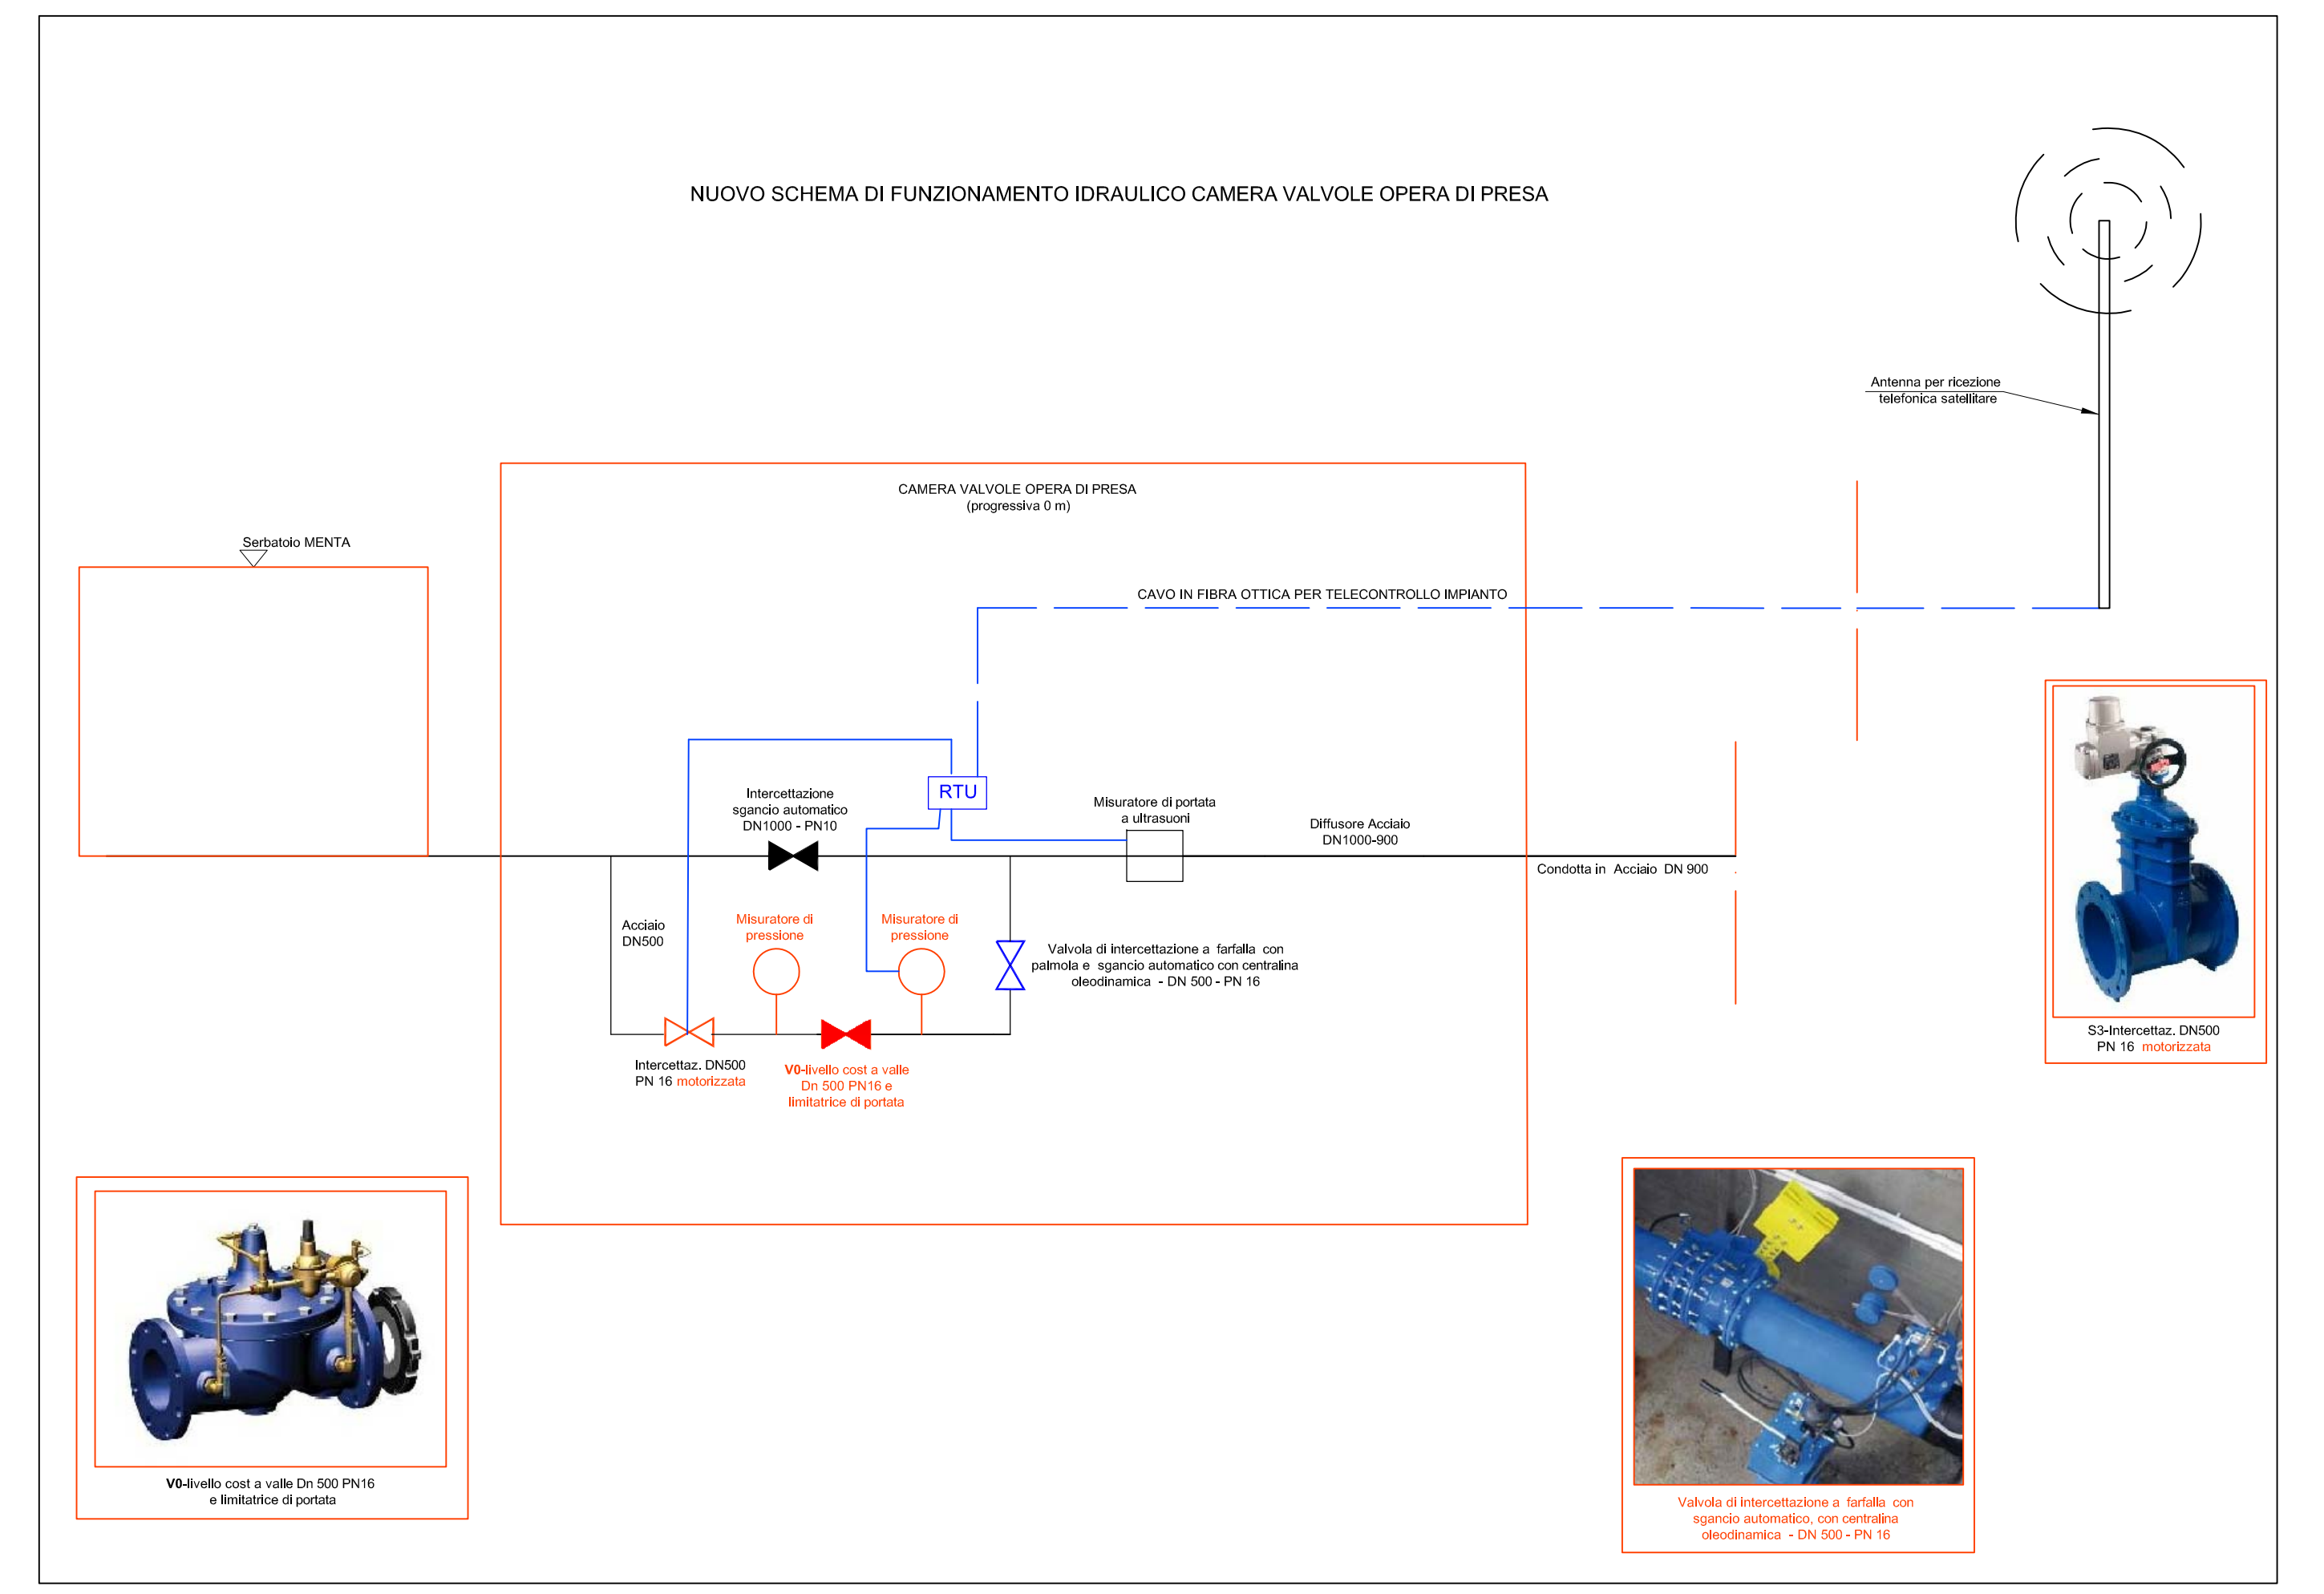 NUOVO SCHEMA DI FUNZIONAMENTO IDRAULICO CAMERA VALVOLE OPERA DI PRESA
Antenna per ricezione
telefonica satellitare
CAMERA VALVOLE OPERA DI PRESA
(progressiva 0 m)
Serbatoio MENTA
CAVO IN FIBRA OTTICA PER TELECONTROLLO IMPIANTO
RTU
Intercettazione
sgancio automatico
DN1000 - PN10
Misuratore di portata
a ultrasuoni
Diffusore Acciaio
DN1000-900
Condotta in Acciaio DN 900
Acciaio
DN500
Misuratore di
pressione
Misuratore di
pressione
Valvola di intercettazione a farfalla con
palmola e sgancio automatico con centralina
oleodinamica - DN 500 - PN 16
Intercettaz. DN500
PN 16 motorizzata
V0-livello cost a valle
Dn 500 PN16 e
limitatrice di portata
S3-Intercettaz. DN500
PN 16 motorizzata
V0-livello cost a valle Dn 500 PN16
e limitatrice di portata
Valvola di intercettazione a farfalla con
sgancio automatico, con centralina
oleodinamica - DN 500 - PN 16